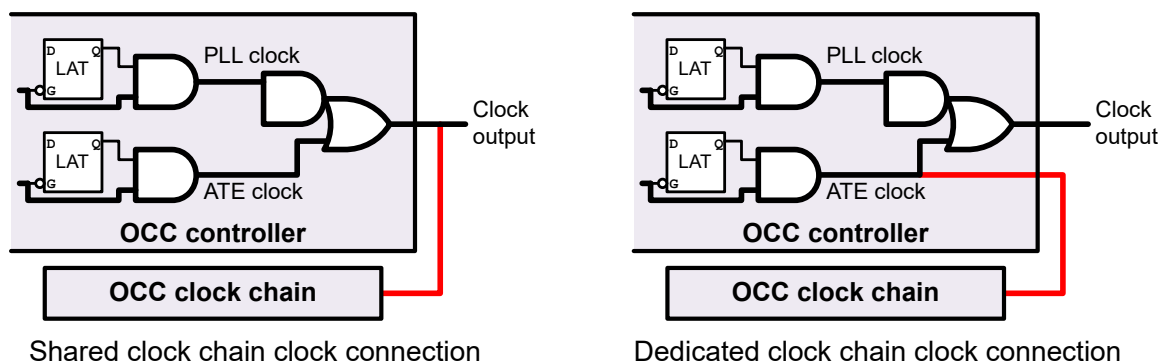 D
Q
LAT
G
PLL clock
Clock
output
D
Q
LAT
G
ATE clock
OCC controller
OCC clock chain
Shared clock chain clock connection
D
Q
LAT
G
PLL clock
Clock
output
D
Q
LAT
G
ATE clock
OCC controller
OCC clock chain
Dedicated clock chain clock connection